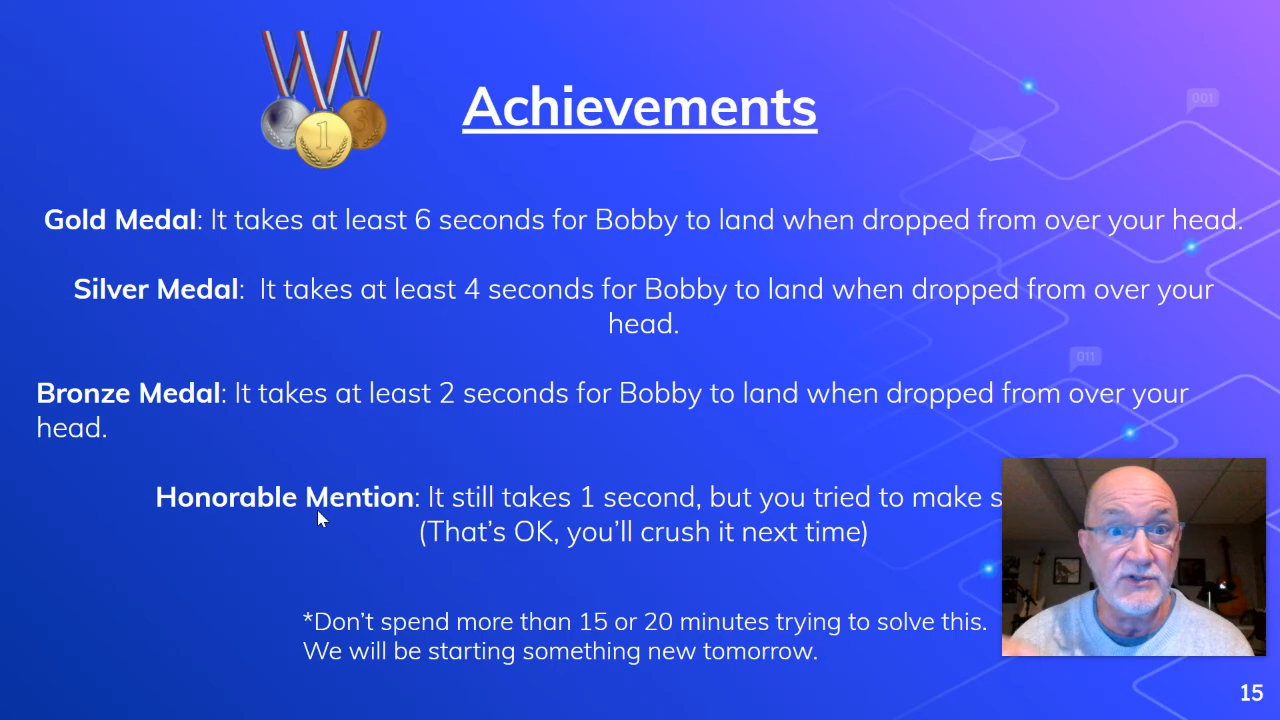 Achievements
Gold Medal: It takes at least 6 seconds for Bobby to land when dropped from over your head.
Silver Medal:  It takes at least 4 seconds for Bobby to land when dropped from over your
head.
Bronze Medal: It takes at least 2 seconds for Bobby to land when dropped from over your
head.
Honorable Mention: It still takes 1 second, but you tried to make
(That's OK, you'll crush it next time)
*Don't spend more than 15 or 20 minutes trying to solve this.
We will be starting something new tomorrow.
15
001
011
2
1
3